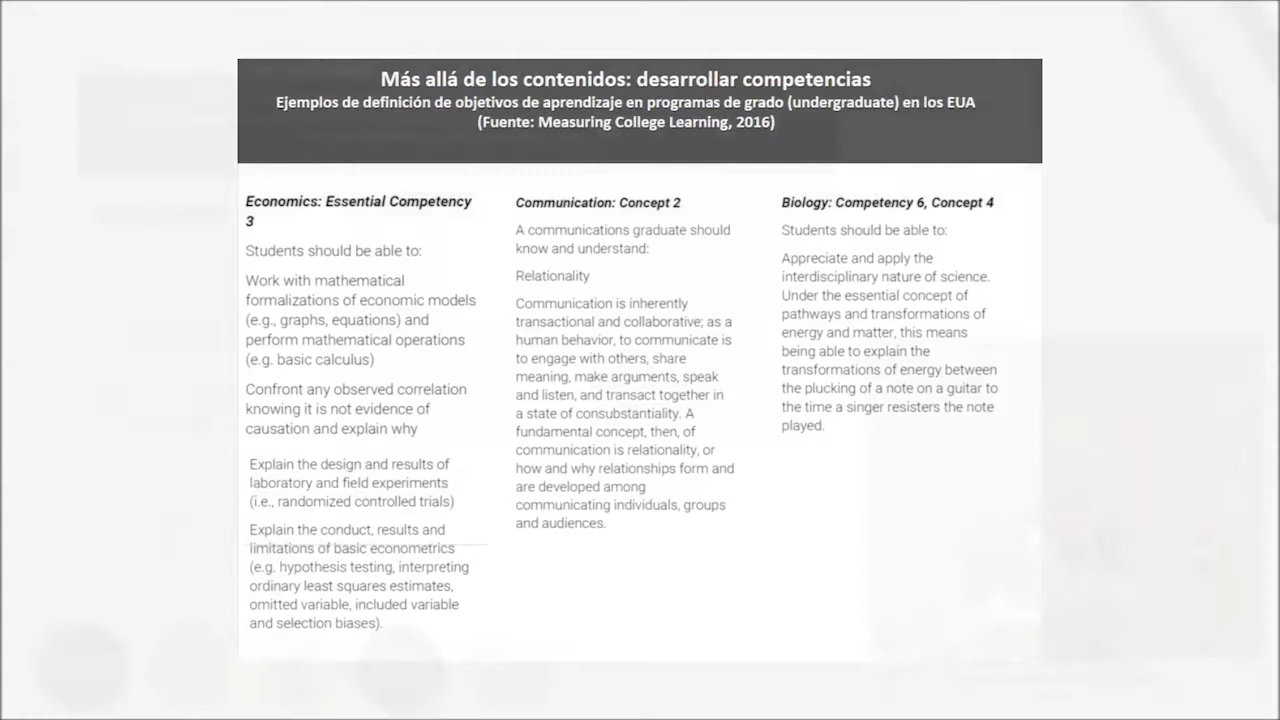 Más allá de los contenidos: desarrollar competencias
Ejemplos de definición de objetivos de aprendizaje en programas de grado (undergraduate) en los EUA
(Fuente: Measuring College Learning, 2016)
Economics: Essential Competency
3
Students should be able to:
Work with mathematical
formalizations of economic models
(e.g., graphs, equations) and
perform mathematical operations
(e.g. basic calculus)
Confront any observed correlation
knowing it is not evidence of
causation and explain why
Explain the design and results of
laboratory and field experiments
(i.e., randomized controlled trials)
Explain the conduct, results and
limitations of basic econometrics
(e.g. hypothesis testing, interpreting
ordinary least squares estimates,
omitted variable, included variable
and selection biases).
Communication: Concept 2
A communications graduate should
know and understand:
Relationality
Communication is inherently
transactional and collaborative; as a
human behavior, to communicate is
to engage with others, share
meaning, make arguments, speak
and listen, and transact together in
a state of consubstantiality. A
fundamental concept, then, of
communication is relationality, or
how and why relationships form and
are developed among
communicating individuals, groups
and audiences.
Biology: Competency 6, Concept 4
Students should be able to:
Appreciate and apply the
interdisciplinary nature of science.
Under the essential concept of
pathways and transformations of
energy and matter, this means
being able to explain the
transformations of energy between
the plucking of a note on a guitar to
the time a singer resisters the note
played.